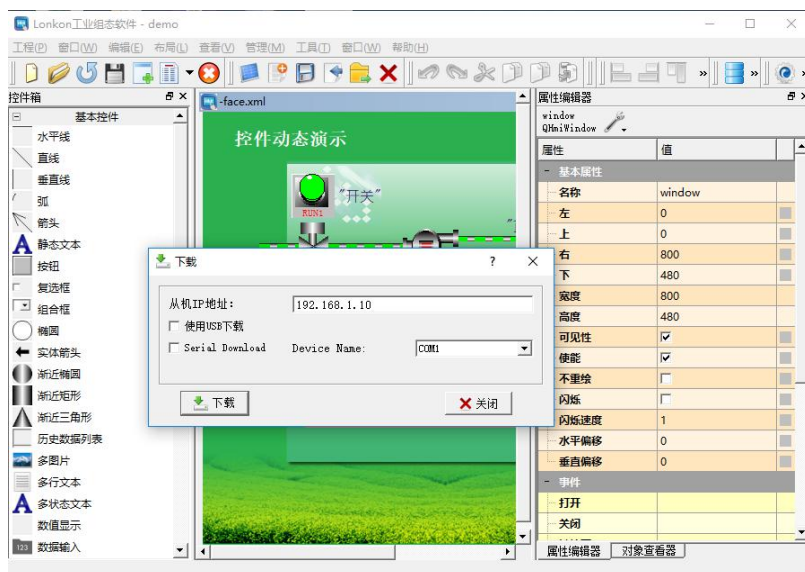 Lonkon工业组态软件 - demo
工程(P) 窗口(W) 编辑(E) 布局(L) 查看(V) 管理(M) 工具(T) 窗口(W) 帮助(H)
控件箱
基本控件
水平线
直线
垂直线
弧
箭头
静态文本
按钮
复选框
组合框
椭圆
实体箭头
渐近椭圆
渐近矩形
渐近三角形
历史数据列表
多图片
多行文本
多状态文本
数值显示
数据输入
-face.xml
控件动态演示
RUN1
"开关"
下载
从机IP地址: 192.168.1.10
使用USB下载
Serial Download Device Name: COM1
下载 关闭
属性编辑器
window
QHmiWindow
属性 值
基本属性
名称 window
左 0
上 0
右 800
下 480
宽度 800
高度 480
可见性
使能
不重绘
闪烁
闪烁速度 1
水平偏移 0
垂直偏移 0
事件
打开
关闭
属性编辑器 对象查看器